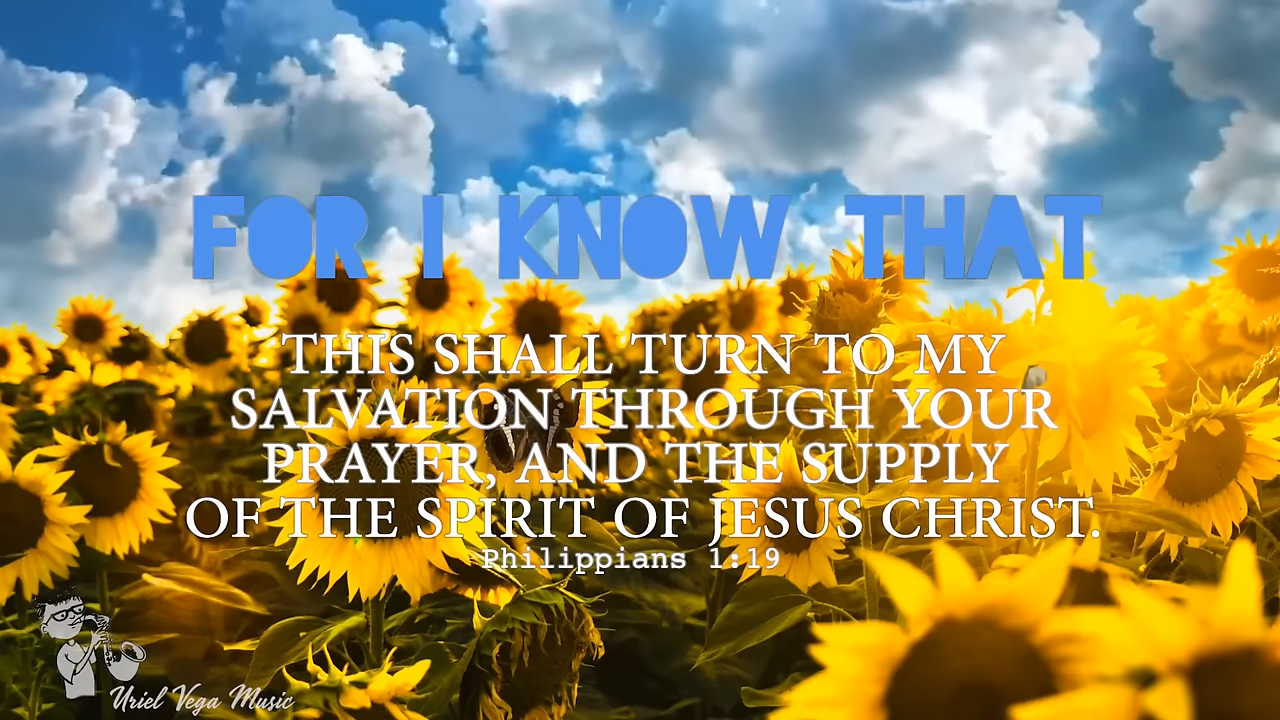 FOR I KNOW THAT
THIS SHALL TURN TO MY
SALVATION THROUGH YOUR
PRAYER, AND THE SUPPLY
OF THE SPIRIT OF JESUS CHRIST.
Philippians 1:19
Uriel Vega Music